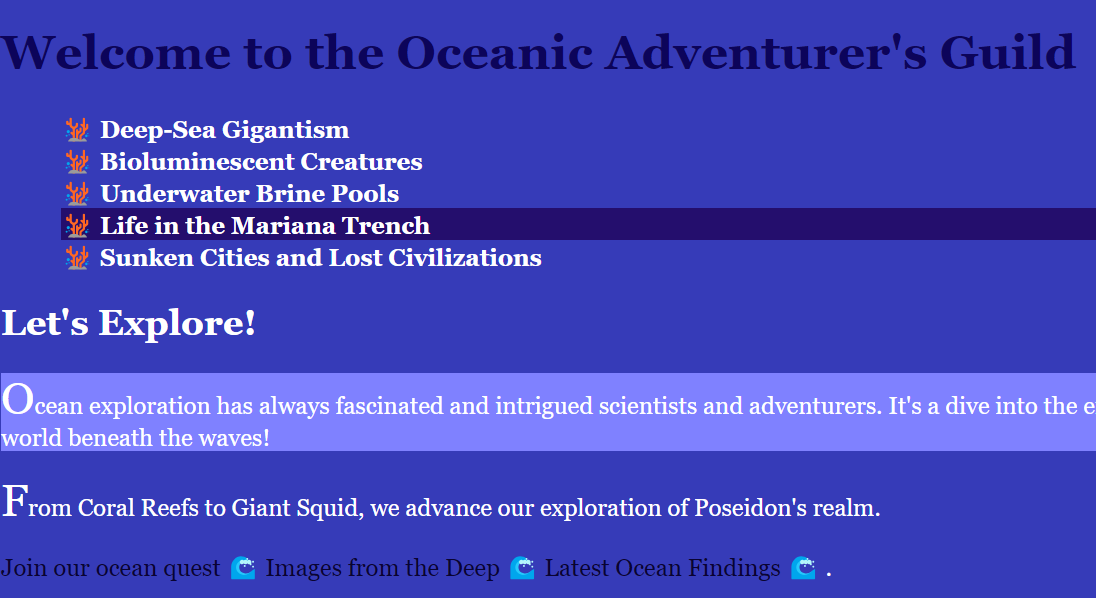 Welcome to the Oceanic Adventurer's Guild
🪸 Deep-Sea Gigantism
🪸 Bioluminescent Creatures
🪸 Underwater Brine Pools
🪸 Life in the Mariana Trench
🪸 Sunken Cities and Lost Civilizations
Let's Explore!
Ocean exploration has always fascinated and intrigued scientists and adventurers. It's a dive into the
world beneath the waves!
From Coral Reefs to Giant Squid, we advance our exploration of Poseidon's realm.
Join our ocean quest 🌊 Images from the Deep 🌊 Latest Ocean Findings 🌊 .